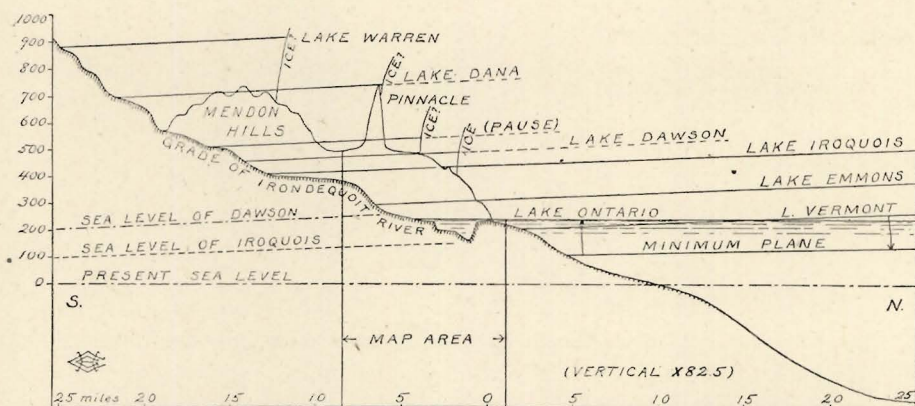 1000
900
800
700
600
500
400
300
200
100
0
ICE?
LAKE WARREN
ICE?
LAKE DANA
PINNACLE
MENDON
HILLS
ICE?
ICE
(PAUSE)
LAKE DAWSON
LAKE IROQUOIS
GRADE OF IRONDEQUOIT RIVER
LAKE EMMONS
SEA LEVEL OF DAWSON
LAKE ONTARIO
L. VERMONT
SEA LEVEL OF IROQUOIS
MINIMUM PLANE
PRESENT SEA LEVEL
S.
N.
MAP AREA
(VERTICAL X82.5)
25 miles 20 15 10 5 0 5 10 15 20 25